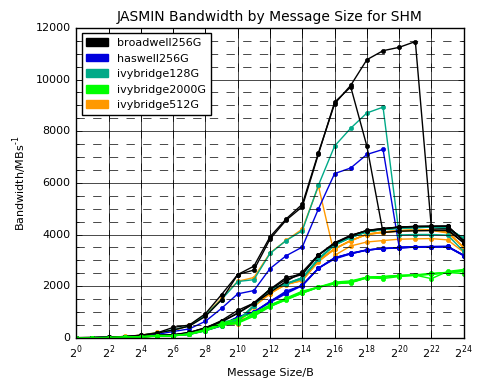 JASMIN Bandwidth by Message Size for SHM
12000
10000
8000
6000
4000
2000
0
Bandwidth/MBs⁻¹
broadwell256G
haswell256G
ivybridge128G
ivybridge2000G
ivybridge512G
2⁰ 2² 2⁴ 2⁶ 2⁸ 2¹⁰ 2¹² 2¹⁴ 2¹⁶ 2¹⁸ 2²⁰ 2²² 2²⁴
Message Size/B